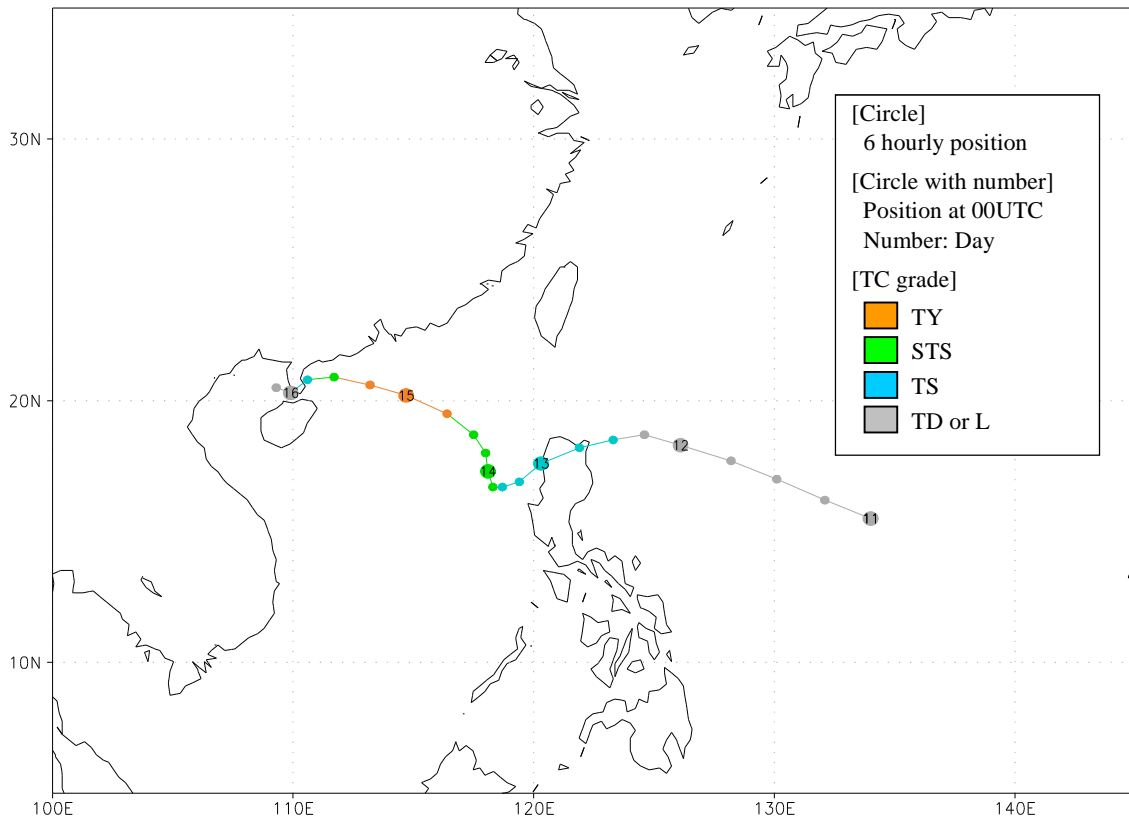 30N
20N
10N
100E
110E
120E
130E
140E
[Circle]
6 hourly position
[Circle with number]
Position at 00UTC
Number: Day
[TC grade]
TY
STS
TS
TD or L
16
15
14
13
12
11